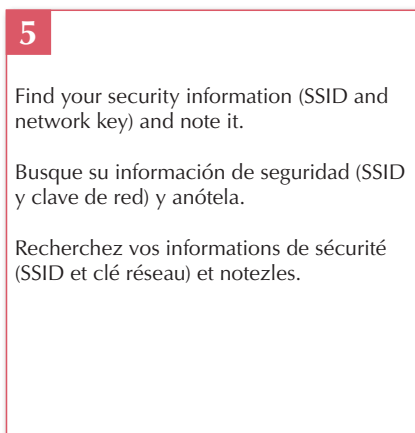 5
Find your security information (SSID and
network key) and note it.
Busque su información de seguridad (SSID
y clave de red) y anótela.
Recherchez vos informations de sécurité
(SSID et clé réseau) et notezles.